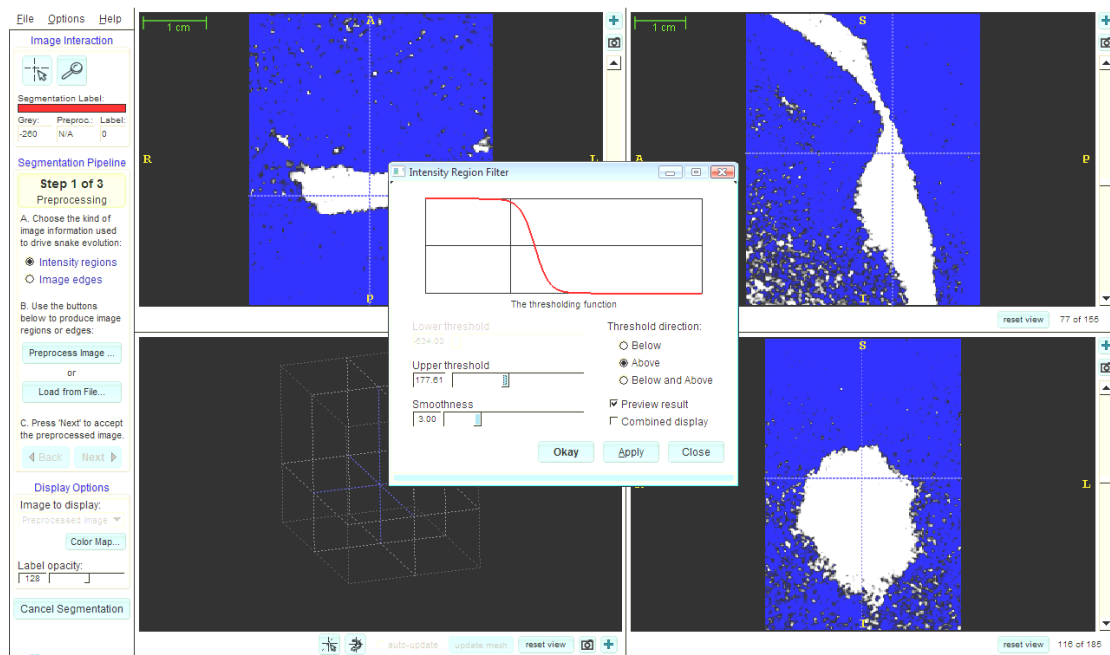 File Options Help
Image Interaction
Segmentation Label:
Grey: Preproc.: Label:
-260 N/A 0
Segmentation Pipeline
Step 1 of 3
Preprocessing
A. Choose the kind of
image information used
to drive snake evolution:
Intensity regions
Image edges
B. Use the buttons
below to produce image
regions or edges:
Preprocess Image ...
or
Load from File...
C. Press 'Next' to accept
the preprocessed image.
Back Next
Display Options
Image to display:
Preprocessed Image
Color Map...
Label opacity:
128
Cancel Segmentation
1 cm
A
R
L
P
1 cm
S
A
P
I
reset view 77 of 155
Intensity Region Filter
The thresholding function
Lower threshold
-634.00
Upper threshold
177.61
Smoothness
3.00
Threshold direction:
Below
Above
Below and Above
Preview result
Combined display
Okay Apply Close
auto-update update mesh reset view
S
L
I
reset view 116 of 185